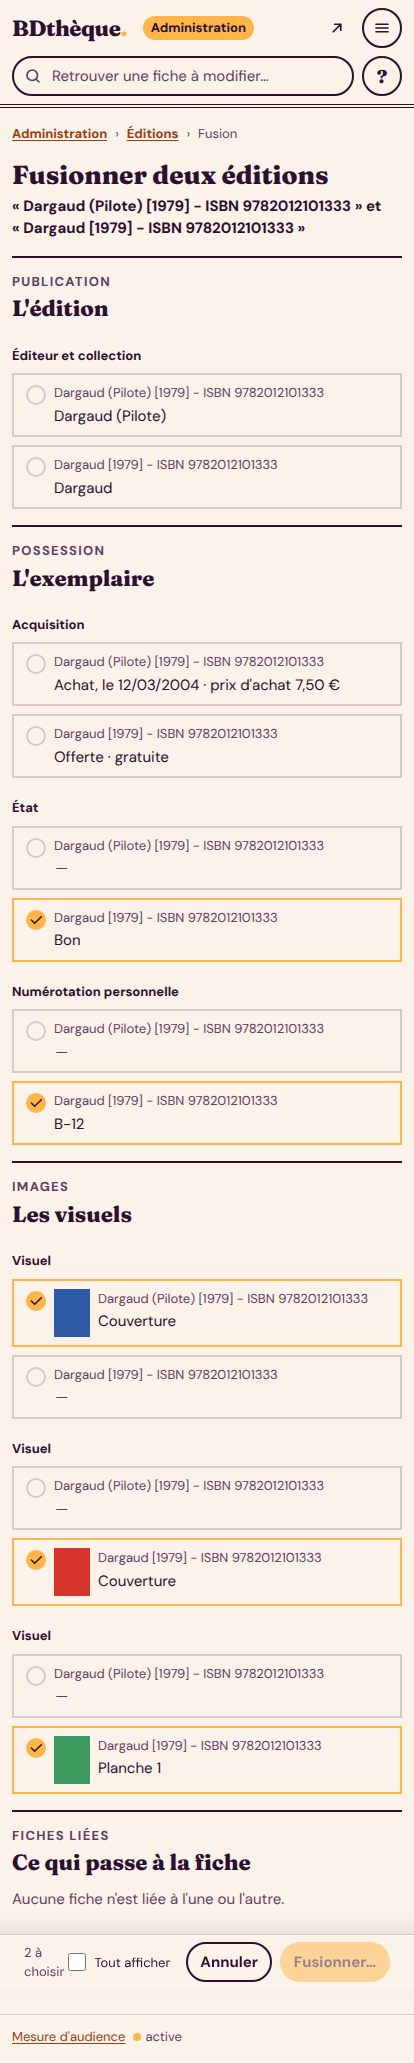 BDthèque. Administration
Retrouver une fiche à modifier... ?
Administration › Éditions › Fusion
Fusionner deux éditions
« Dargaud (Pilote) [1979] - ISBN 9782012101333 » et
« Dargaud [1979] - ISBN 9782012101333 »
PUBLICATION
L'édition
Éditeur et collection
Dargaud (Pilote) [1979] - ISBN 9782012101333
Dargaud (Pilote)
Dargaud [1979] - ISBN 9782012101333
Dargaud
POSSESSION
L'exemplaire
Acquisition
Dargaud (Pilote) [1979] - ISBN 9782012101333
Achat, le 12/03/2004 · prix d'achat 7,50 €
Dargaud [1979] - ISBN 9782012101333
Offerte · gratuite
État
Dargaud (Pilote) [1979] - ISBN 9782012101333
—
Dargaud [1979] - ISBN 9782012101333
Bon
Numérotation personnelle
Dargaud (Pilote) [1979] - ISBN 9782012101333
—
Dargaud [1979] - ISBN 9782012101333
B-12
IMAGES
Les visuels
Visuel
Dargaud (Pilote) [1979] - ISBN 9782012101333
Couverture
Dargaud [1979] - ISBN 9782012101333
—
Visuel
Dargaud (Pilote) [1979] - ISBN 9782012101333
—
Dargaud [1979] - ISBN 9782012101333
Couverture
Visuel
Dargaud (Pilote) [1979] - ISBN 9782012101333
—
Dargaud [1979] - ISBN 9782012101333
Planche 1
FICHES LIÉES
Ce qui passe à la fiche
Aucune fiche n'est liée à l'une ou l'autre.
2 à
choisir
Tout afficher
Annuler
Fusionner...
Mesure d'audience active